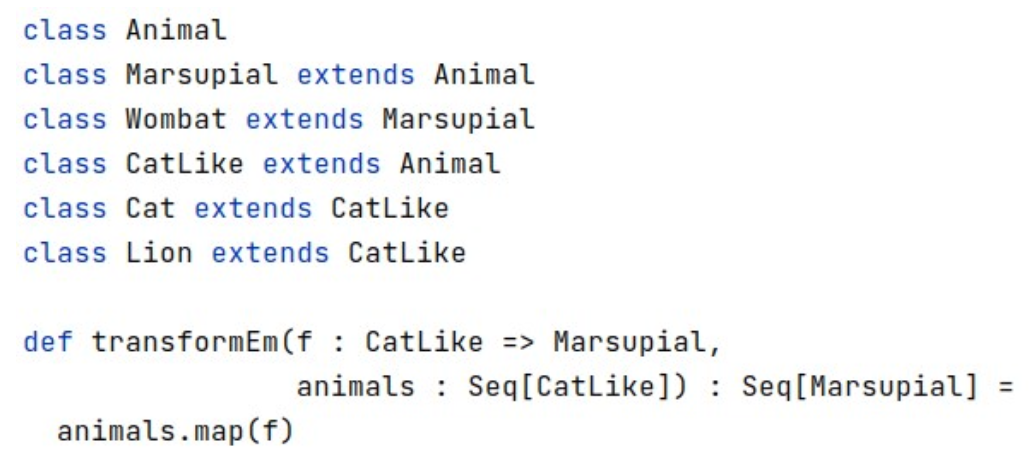 class Animal
class Marsupial extends Animal
class Wombat extends Marsupial
class CatLike extends Animal
class Cat extends CatLike
class Lion extends CatLike

def transformEm(f : CatLike => Marsupial,
                animals : Seq[CatLike]) : Seq[Marsupial] =
  animals.map(f)